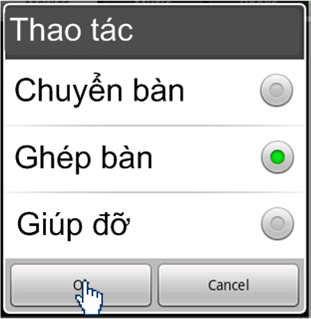 Thao tác
Chuyển bàn
Ghép bàn
Giúp đỡ
Cancel